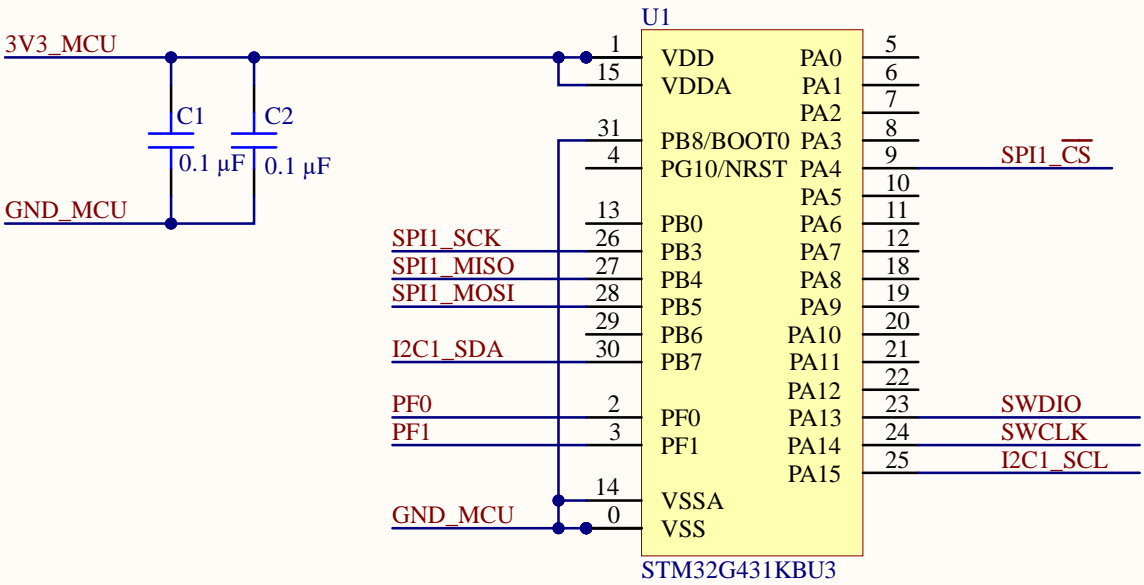 U1
3V3_MCU
1 VDD PA0 5
15 VDDA PA1 6
PA2 7
C1 C2
31 PB8/BOOT0 PA3 8
0.1 µF 0.1 µF
4 PG10/NRST PA4 9 SPI1_CS
PA5 10
GND_MCU
13 PB0 PA6 11
SPI1_SCK 26 PB3 PA7 12
SPI1_MISO 27 PB4 PA8 18
SPI1_MOSI 28 PB5 PA9 19
29 PB6 PA10 20
I2C1_SDA 30 PB7 PA11 21
PA12 22
PF0 2 PF0 PA13 23 SWDIO
PF1 3 PF1 PA14 24 SWCLK
PA15 25 I2C1_SCL
14 VSSA
GND_MCU 0 VSS
STM32G431KBU3